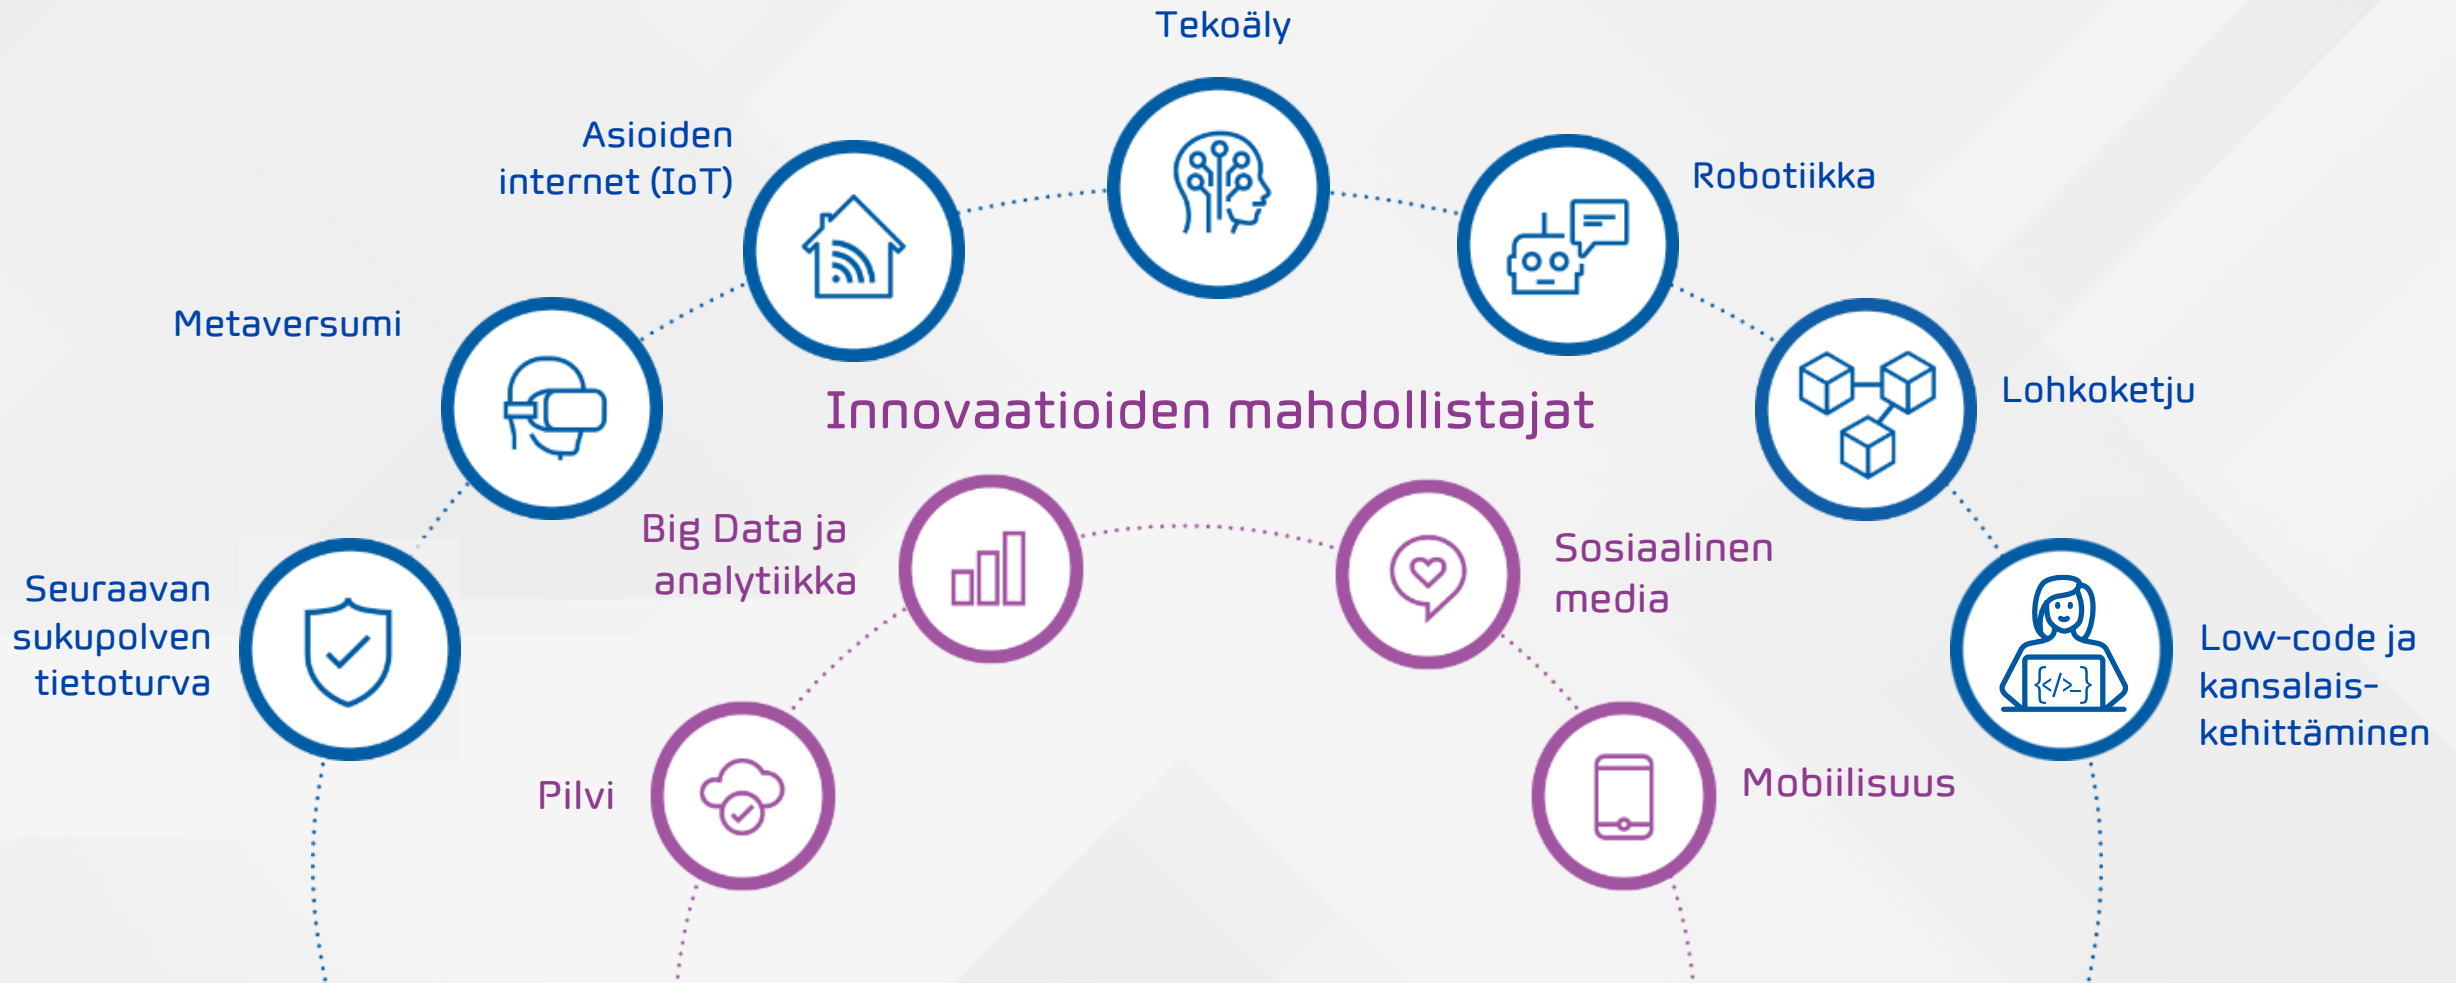 Tekoäly
Asioiden
internet (IoT)
Robotiikka
Metaversumi
Lohkoketju
Innovaatioiden mahdollistajat
Big Data ja
analytiikka
Sosiaalinen
media
Seuraavan
sukupolven
tietoturva
Low-code ja
kansalais-
kehittäminen
{</>_}
Pilvi
Mobiilisuus